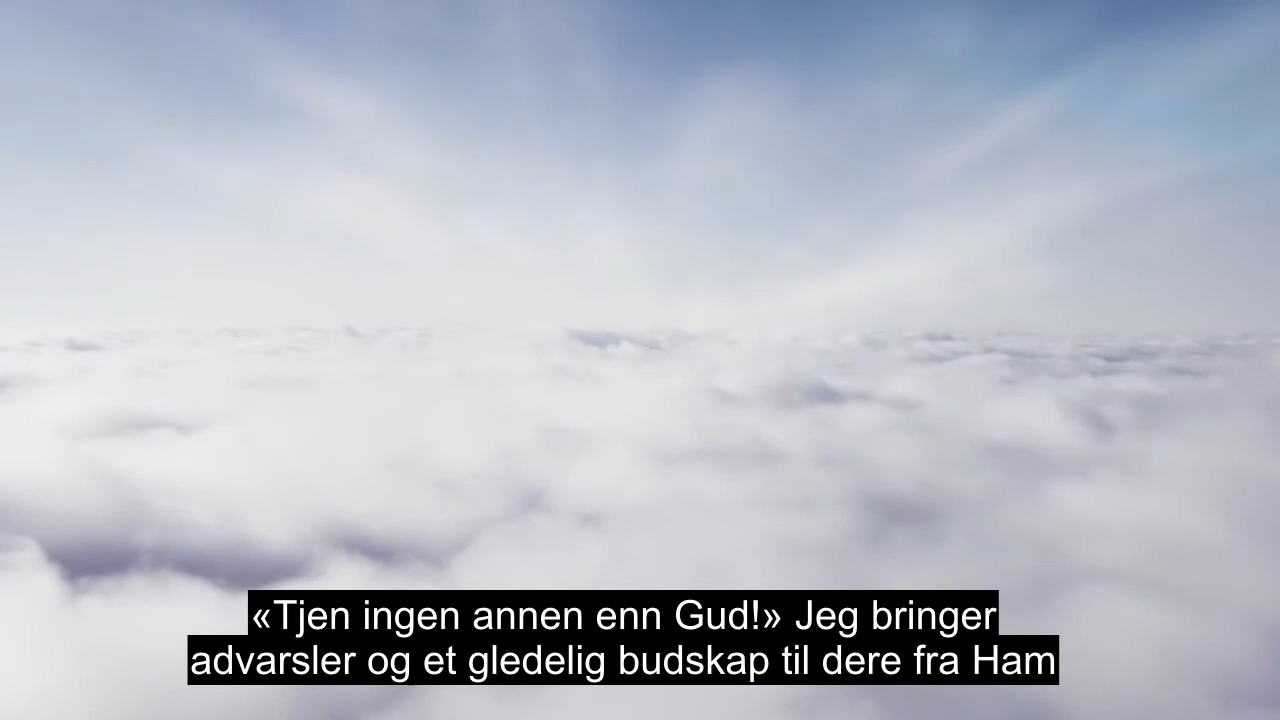 «Tjen ingen annen enn Gud!» Jeg bringer
advarsler og et gledelig budskap til dere fra Ham